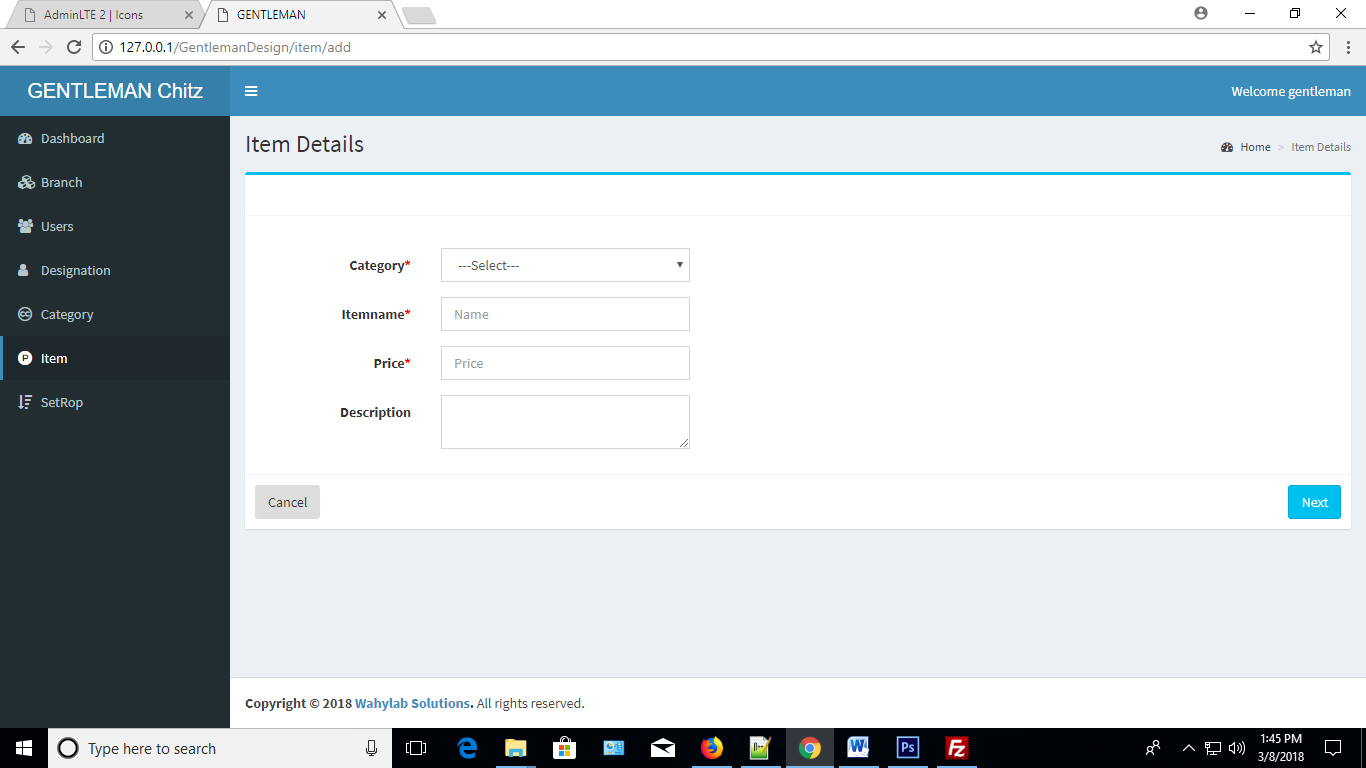 AdminLTE 2 | Icons
GENTLEMAN
127.0.0.1/GentlemanDesign/item/add
GENTLEMAN Chitz
Welcome gentleman
Dashboard
Branch
Users
Designation
Category
Item
SetRop
Item Details
Home > Item Details
Category*
---Select---
Itemname*
Name
Price*
Price
Description
Cancel
Next
Copyright © 2018 Wahylab Solutions. All rights reserved.
Type here to search
1:45 PM
3/8/2018